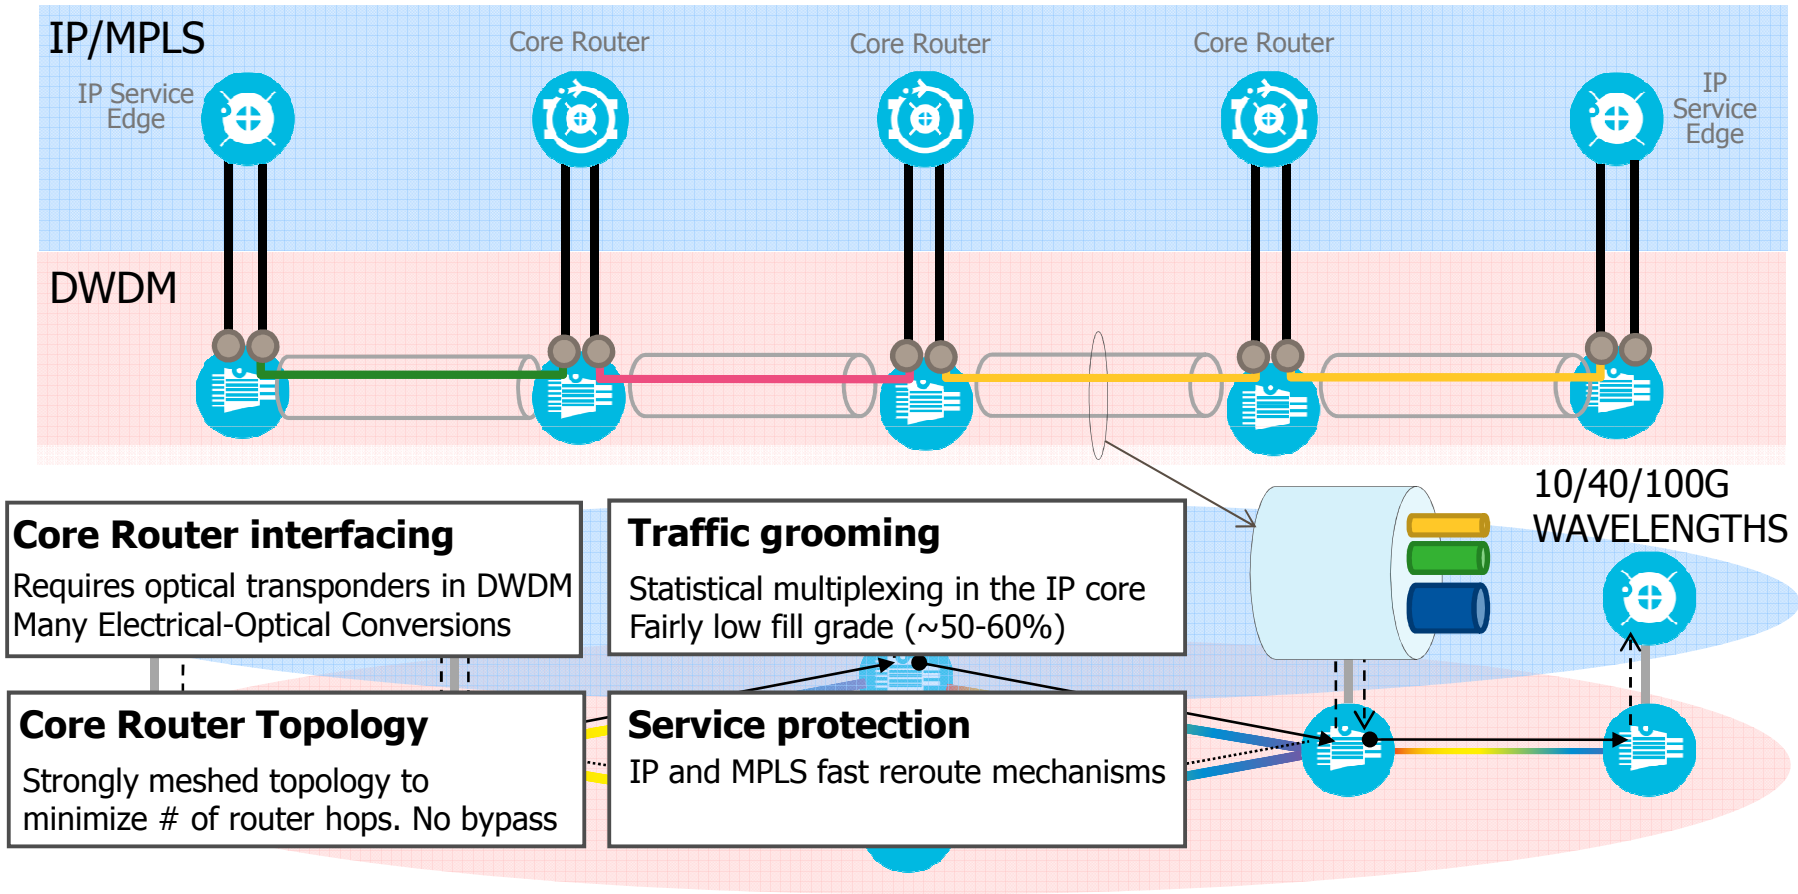 IP/MPLS
Core Router
Core Router
Core Router
IP Service
Edge
IP
Service
Edge
DWDM
10/40/100G
WAVELENGTHS
Core Router interfacing
Requires optical transponders in DWDM
Many Electrical-Optical Conversions
Traffic grooming
Statistical multiplexing in the IP core
Fairly low fill grade (~50-60%)
Core Router Topology
Strongly meshed topology to
minimize # of router hops. No bypass
Service protection
IP and MPLS fast reroute mechanisms